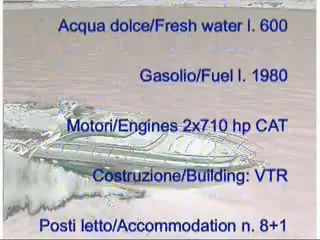 Acqua dolce/Fresh water l. 600
Gasolio/Fuel l. 1980
Motori/Engines 2x710 hp CAT
Costruzione/Building: VTR
Posti letto/Accommodation n. 8+1